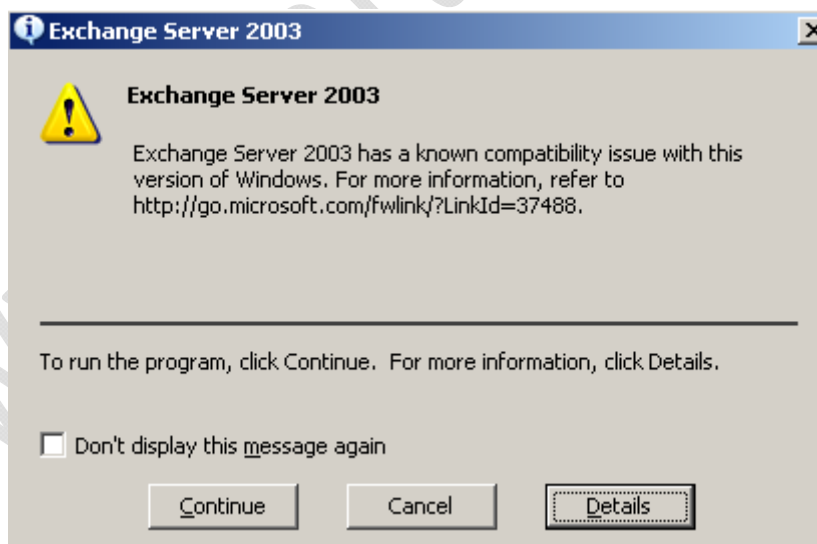 Exchange Server 2003
Exchange Server 2003
Exchange Server 2003 has a known compatibility issue with this
version of Windows. For more information, refer to
http://go.microsoft.com/fwlink/?LinkId=37488.
To run the program, click Continue.  For more information, click Details.
Don't display this message again
Continue Cancel Details